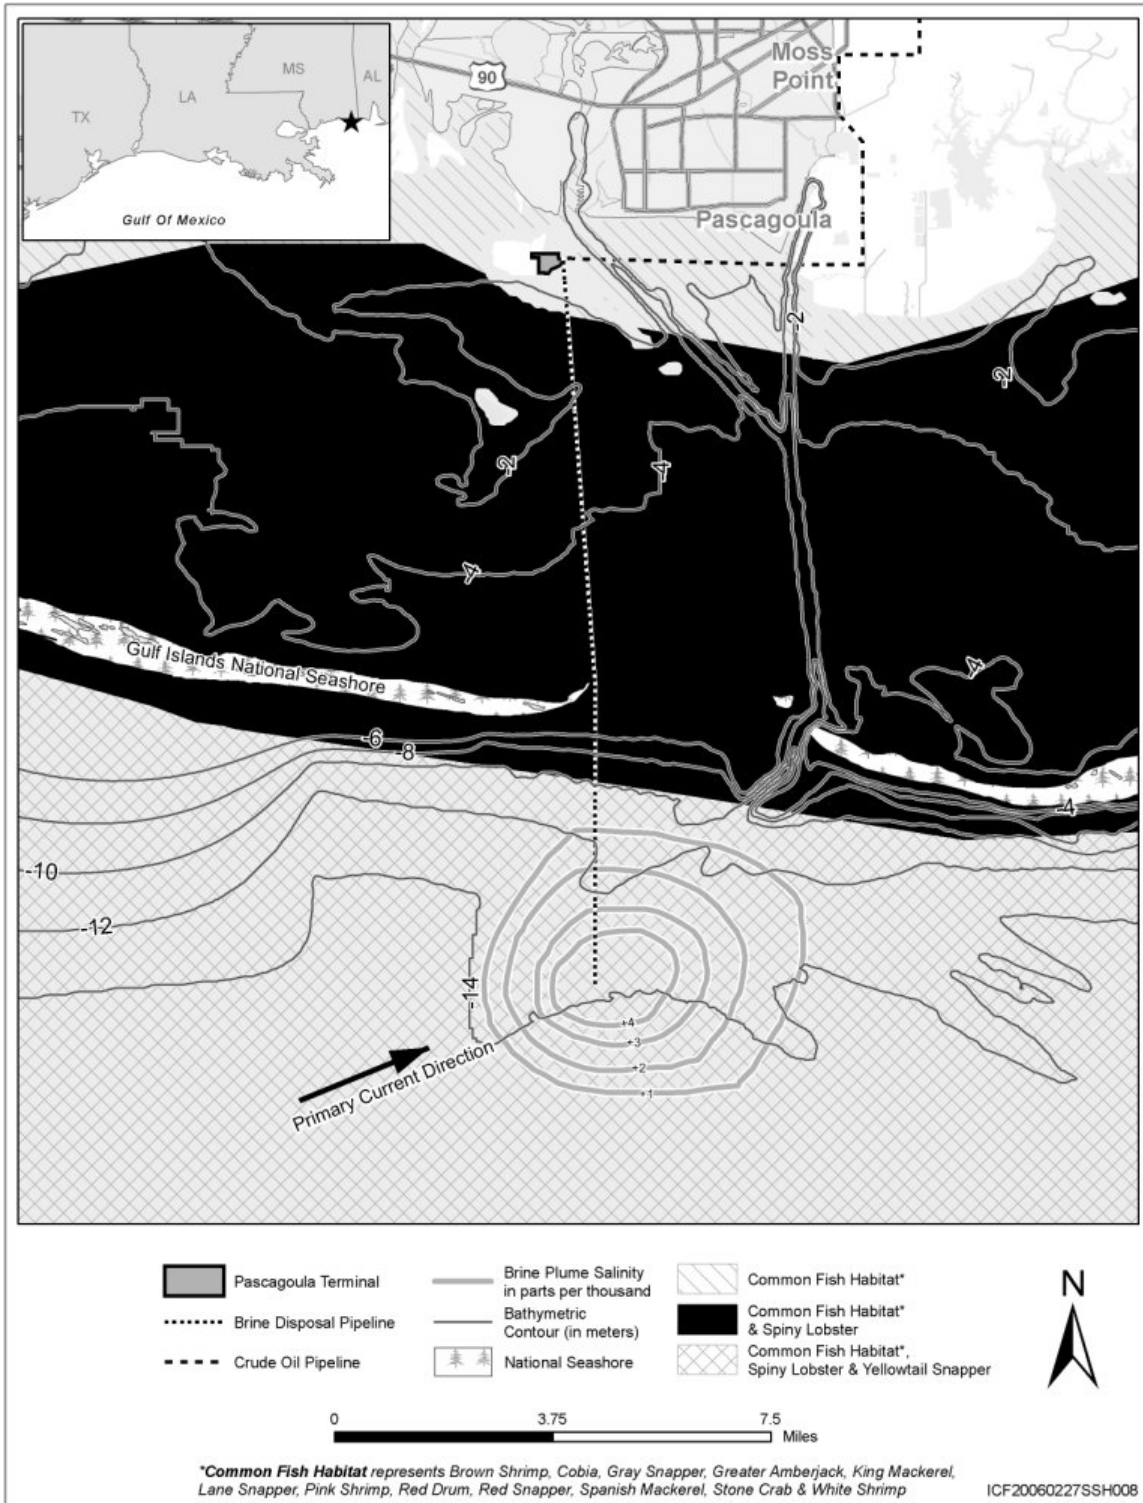 TX
LA
MS
AL
Gulf Of Mexico
90
Moss
Point
Pascagoula
-2
-2
-2
-4
-4
-4
Gulf Islands National Seashore
-6
-8
-4
-10
-12
-14
+4
+3
+2
+1
Primary Current Direction
Pascagoula Terminal
Brine Disposal Pipeline
Crude Oil Pipeline
Brine Plume Salinity
in parts per thousand
Bathymetric
Contour (in meters)
National Seashore
Common Fish Habitat*
Common Fish Habitat*
& Spiny Lobster
Common Fish Habitat*,
Spiny Lobster & Yellowtail Snapper
N
0 3.75 7.5
Miles
*Common Fish Habitat represents Brown Shrimp, Cobia, Gray Snapper, Greater Amberjack, King Mackerel,
Lane Snapper, Pink Shrimp, Red Drum, Red Snapper, Spanish Mackerel, Stone Crab & White Shrimp
ICF20060227SSH008